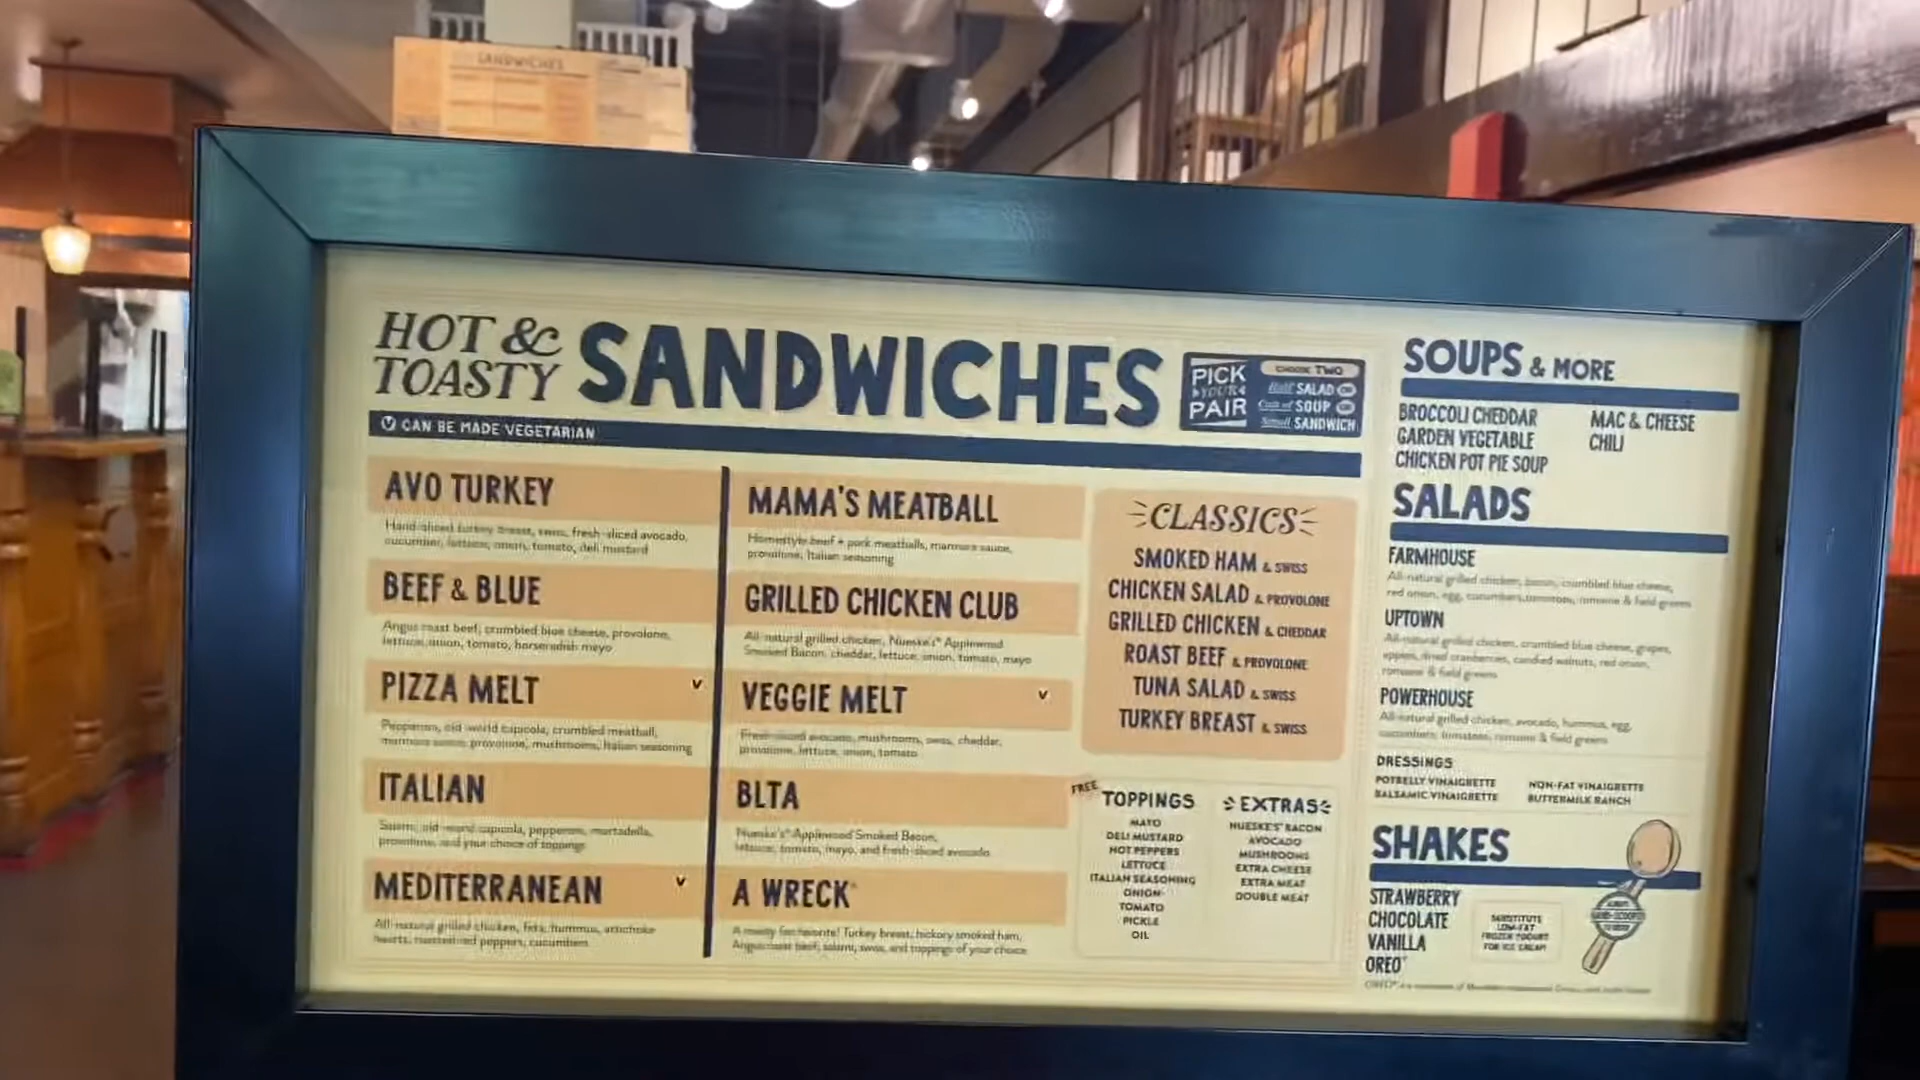 SANDWICHES
HOT & TOASTY SANDWICHES
PICK YOUR PAIR
CHOOSE TWO
Half SALAD OR
Cup of SOUP OR
Small SANDWICH
V CAN BE MADE VEGETARIAN
AVO TURKEY
Hand-sliced turkey breast, swiss, fresh-sliced avocado,
cucumber, lettuce, onion, tomato, deli mustard
BEEF & BLUE
Angus roast beef, crumbled blue cheese, provolone,
lettuce, onion, tomato, horseradish mayo
PIZZA MELT V
Pepperoni, old-world capicola, crumbled meatball,
marinara sauce, provolone, mushrooms, Italian seasoning
ITALIAN
Salami, old-world capicola, pepperoni, mortadella,
provolone, and your choice of toppings
MEDITERRANEAN V
All-natural grilled chicken, feta, hummus, artichoke
hearts, roasted red peppers, cucumbers
MAMA'S MEATBALL
Homestyle beef + pork meatballs, marinara sauce,
provolone, Italian seasoning
GRILLED CHICKEN CLUB
All-natural grilled chicken, Nueske's® Applewood
Smoked Bacon, cheddar, lettuce, onion, tomato, mayo
VEGGIE MELT V
Fresh-sliced avocado, mushrooms, swiss, cheddar,
provolone, lettuce, onion, tomato
BLTA
Nueske's® Applewood Smoked Bacon,
lettuce, tomato, mayo, and fresh-sliced avocado
A WRECK®
A meaty fan favorite! Turkey breast, hickory smoked ham,
Angus roast beef, salami, swiss, and toppings of your choice
CLASSICS
SMOKED HAM & SWISS
CHICKEN SALAD & PROVOLONE
GRILLED CHICKEN & CHEDDAR
ROAST BEEF & PROVOLONE
TUNA SALAD & SWISS
TURKEY BREAST & SWISS
FREE TOPPINGS
MAYO
DELI MUSTARD
HOT PEPPERS
LETTUCE
ITALIAN SEASONING
ONION
TOMATO
PICKLE
OIL
EXTRAS
NUESKE'S® BACON
AVOCADO
MUSHROOMS
EXTRA CHEESE
EXTRA MEAT
DOUBLE MEAT
SOUPS & MORE
BROCCOLI CHEDDAR
GARDEN VEGETABLE
CHICKEN POT PIE SOUP
MAC & CHEESE
CHILI
SALADS
FARMHOUSE
All-natural grilled chicken, bacon, crumbled blue cheese,
red onion, egg, cucumbers, tomatoes, romaine & field greens
UPTOWN
All-natural grilled chicken, crumbled blue cheese, grapes,
apples, dried cranberries, candied walnuts, red onion,
romaine & field greens
POWERHOUSE
All-natural grilled chicken, avocado, hummus, egg,
cucumbers, tomatoes, romaine & field greens
DRESSINGS
POTBELLY VINAIGRETTE
BALSAMIC VINAIGRETTE
NON-FAT VINAIGRETTE
BUTTERMILK RANCH
SHAKES
STRAWBERRY
CHOCOLATE
VANILLA
OREO®
SUBSTITUTE
LOW-FAT
FROZEN YOGURT
FOR ICE CREAM
ALWAYS
HAND-SCOOPED